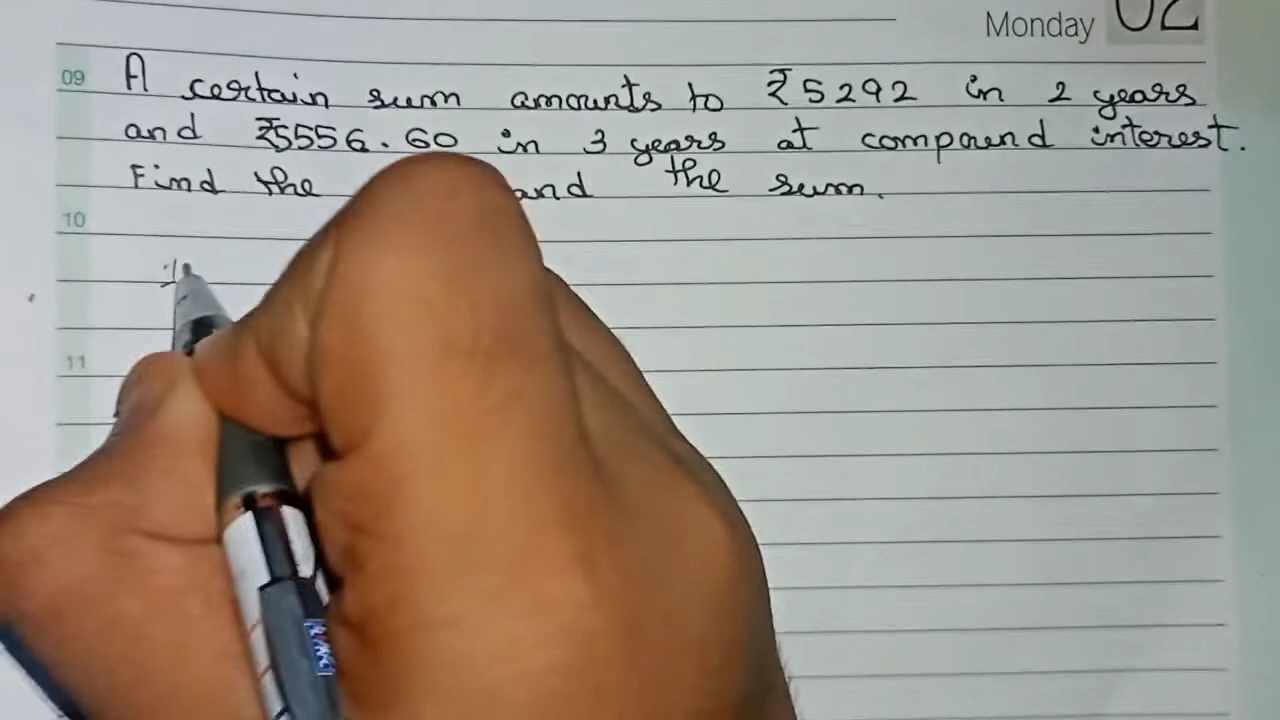 Monday 02
09 A certain sum amounts to ₹5292 in 2 years
and ₹5556.60 in 3 years at compound interest.
Find the and the sum.
10
11